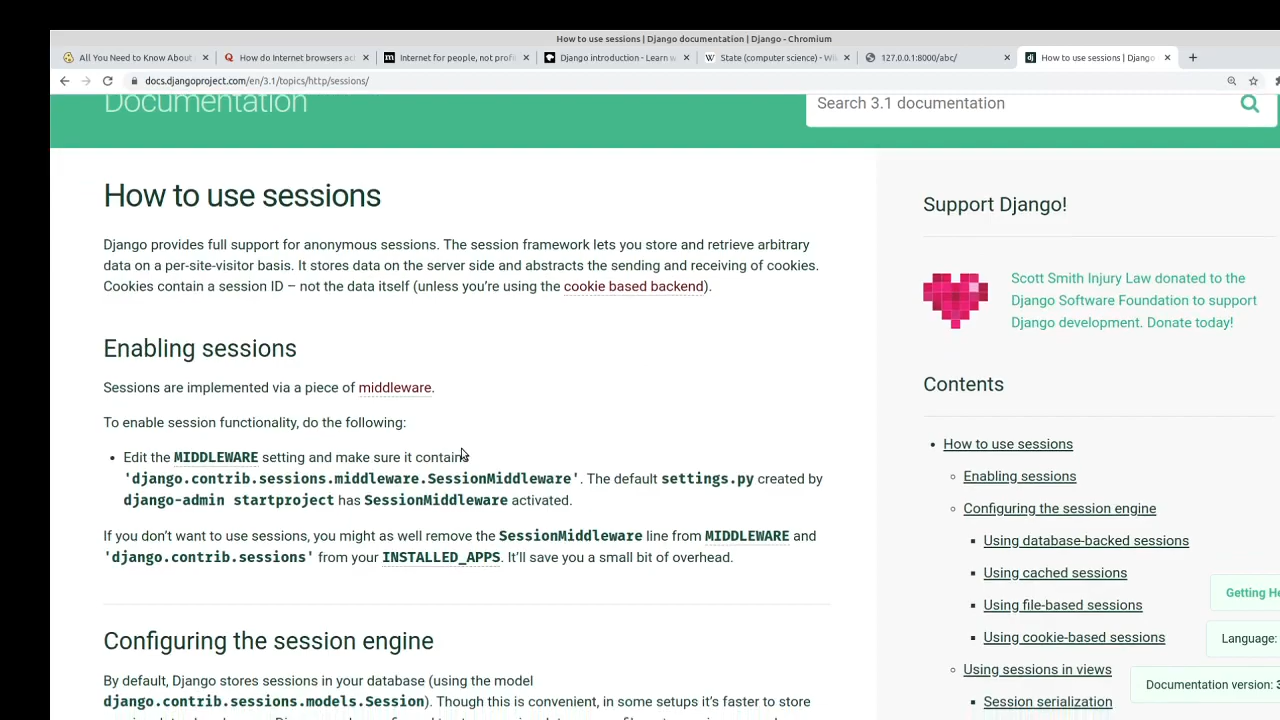 How to use sessions | Django documentation | Django - Chromium
All You Need to Know About
How do Internet browsers ac
Internet for people, not profi
Django introduction - Learn w
State (computer science) - Wi
127.0.0.1:8000/abc/
How to use sessions | Django
docs.djangoproject.com/en/3.1/topics/http/sessions/
Documentation
Search 3.1 documentation
How to use sessions
Django provides full support for anonymous sessions. The session framework lets you store and retrieve arbitrary
data on a per-site-visitor basis. It stores data on the server side and abstracts the sending and receiving of cookies.
Cookies contain a session ID – not the data itself (unless you’re using the cookie based backend).
Enabling sessions
Sessions are implemented via a piece of middleware.
To enable session functionality, do the following:
• Edit the MIDDLEWARE setting and make sure it contain
'django.contrib.sessions.middleware.SessionMiddleware'. The default settings.py created by
django-admin startproject has SessionMiddleware activated.
If you don’t want to use sessions, you might as well remove the SessionMiddleware line from MIDDLEWARE and
'django.contrib.sessions' from your INSTALLED_APPS. It’ll save you a small bit of overhead.
Configuring the session engine
By default, Django stores sessions in your database (using the model
django.contrib.sessions.models.Session). Though this is convenient, in some setups it’s faster to store
Support Django!
Scott Smith Injury Law donated to the
Django Software Foundation to support
Django development. Donate today!
Contents
How to use sessions
Enabling sessions
Configuring the session engine
Using database-backed sessions
Using cached sessions
Using file-based sessions
Using cookie-based sessions
Using sessions in views
Session serialization
Getting He
Language:
Documentation version: 3